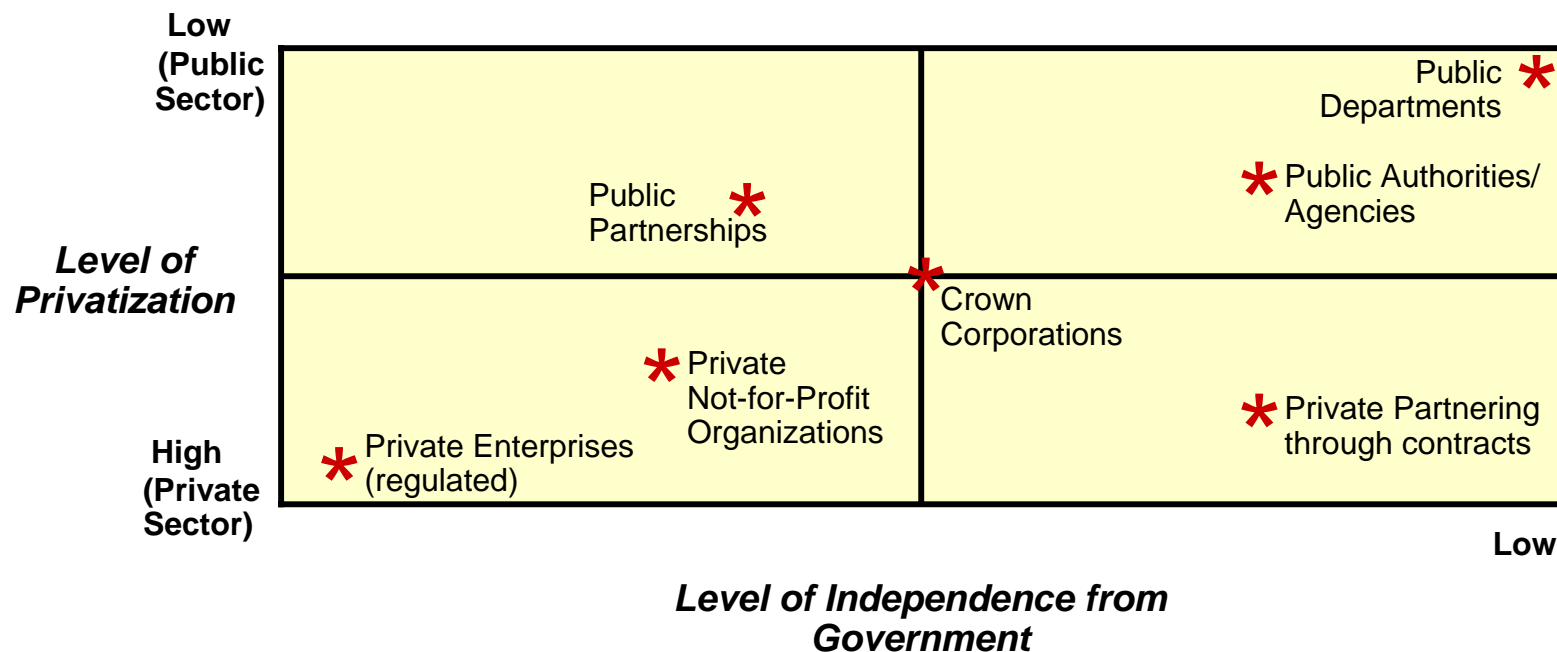 Low
(Public
Sector)
Public
Departments
Public Authorities/
Agencies
Public
Partnerships
Level of
Privatization
Crown
Corporations
Private
Not-for-Profit
Organizations
Private Partnering
through contracts
Private Enterprises
(regulated)
High
(Private
Sector)
Low
Level of Independence from
Government